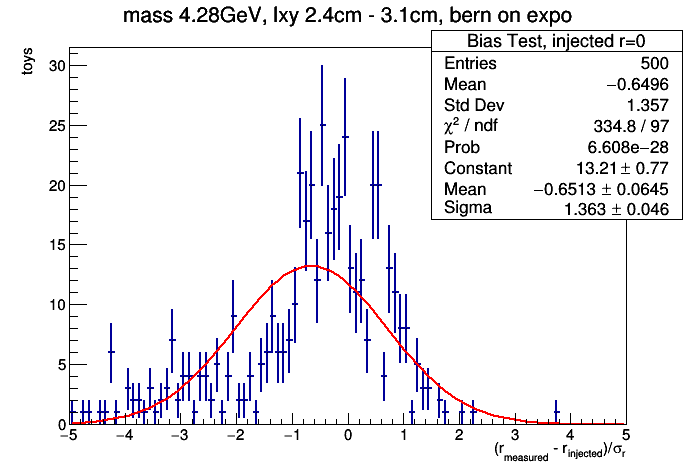 mass 4.28GeV, lxy 2.4cm - 3.1cm, bern on expo
Bias Test, injected r=0
Entries 500
Mean −0.6496
Std Dev 1.357
χ² / ndf 334.8 / 97
Prob 6.608e−28
Constant 13.21 ± 0.77
Mean −0.6513 ± 0.0645
Sigma 1.363 ± 0.046
toys
30
25
20
15
10
5
0
−5 −4 −3 −2 −1 0 1 2 3 4 5
(r_measured - r_injected)/σ_r